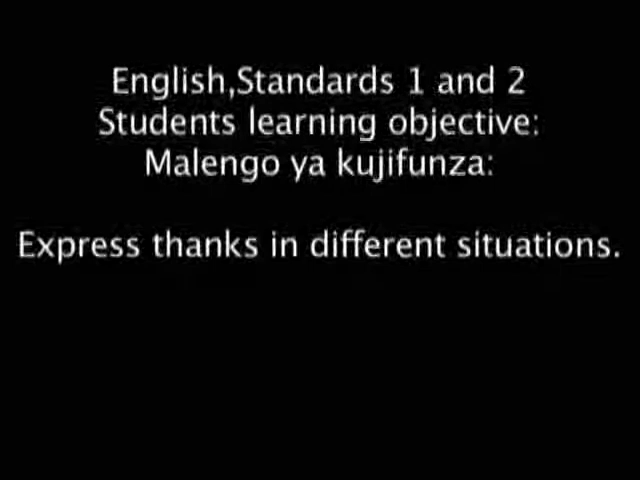 English,Standards 1 and 2
Students learning objective:
Malengo ya kujifunza:
Express thanks in different situations.